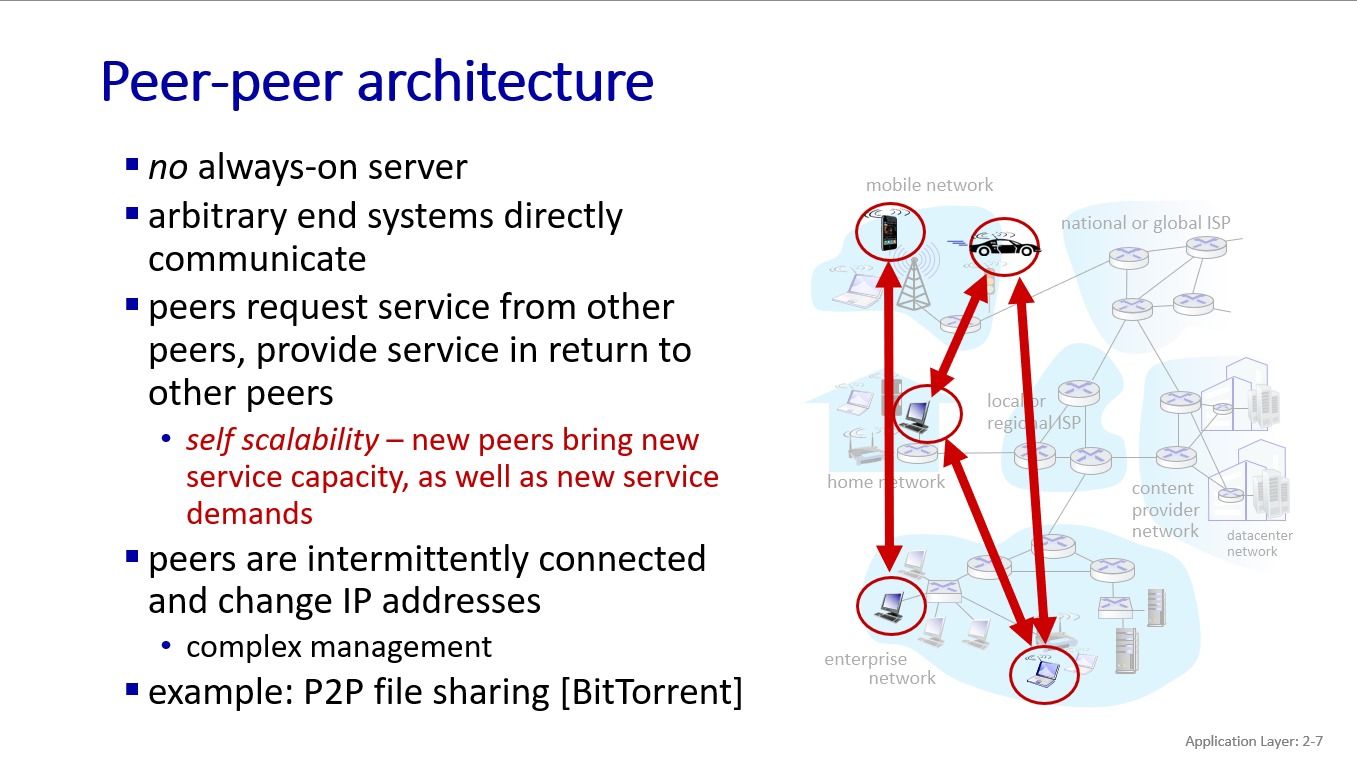 Peer-peer architecture
no always-on server
arbitrary end systems directly
communicate
peers request service from other
peers, provide service in return to
other peers
self scalability – new peers bring new
service capacity, as well as new service
demands
peers are intermittently connected
and change IP addresses
complex management
example: P2P file sharing [BitTorrent]
mobile network
national or global ISP
local or
regional ISP
home network
content
provider
network
datacenter
network
enterprise
network
Application Layer: 2-7